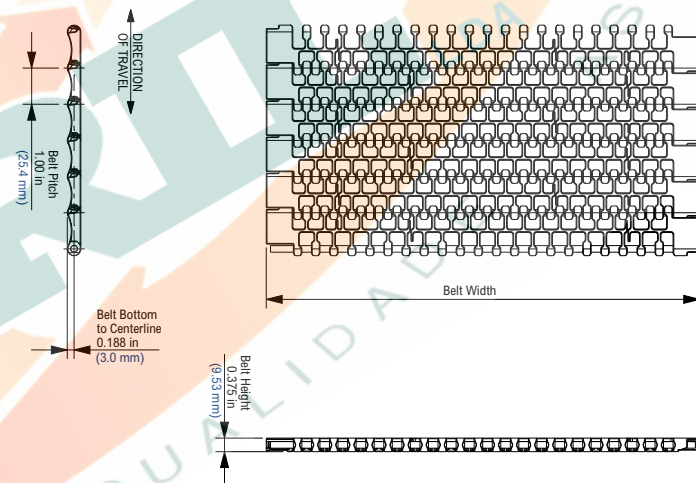 DIRECTION
OF TRAVEL
Belt Pitch
1.00 in
(25.4 mm)
Belt Width
Belt Bottom
to Centerline
0.188 in
(3.0 mm)
Belt Height
0.375 in
(9.53 mm)
QUALIDADE